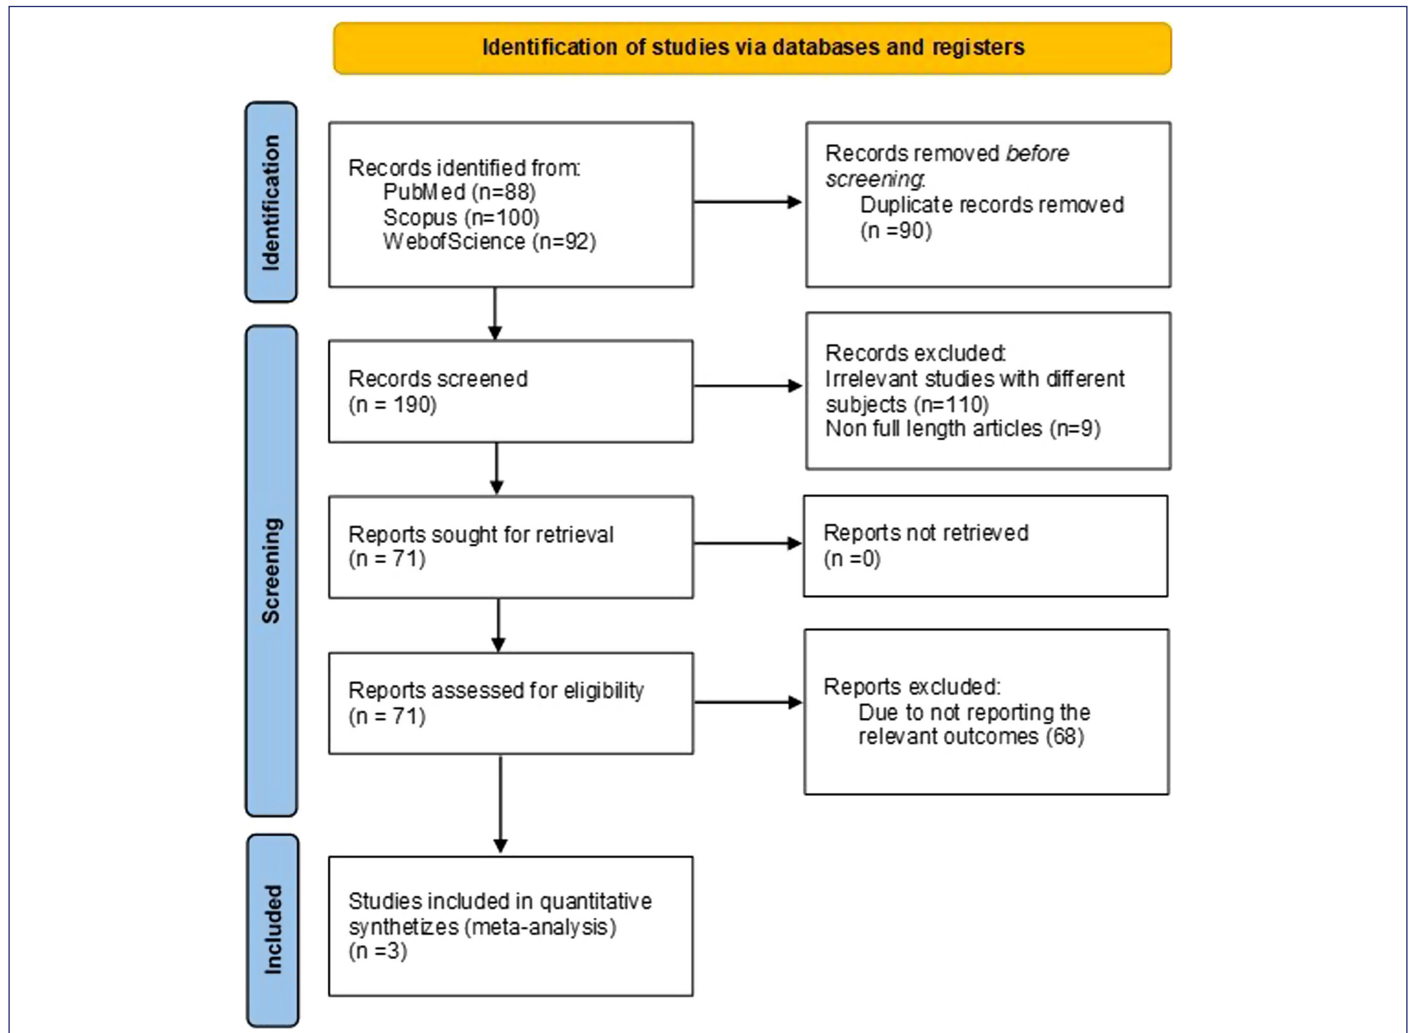 Identification of studies via databases and registers
Identification
Records identified from:
PubMed (n=88)
Scopus (n=100)
WebofScience (n=92)
Records removed before
screening:
Duplicate records removed
(n =90)
Screening
Records screened
(n = 190)
Records excluded:
Irrelevant studies with different
subjects (n=110)
Non full length articles (n=9)
Reports sought for retrieval
(n = 71)
Reports not retrieved
(n =0)
Reports assessed for eligibility
(n = 71)
Reports excluded:
Due to not reporting the
relevant outcomes (68)
Included
Studies included in quantitative
synthetizes (meta-analysis)
(n =3)